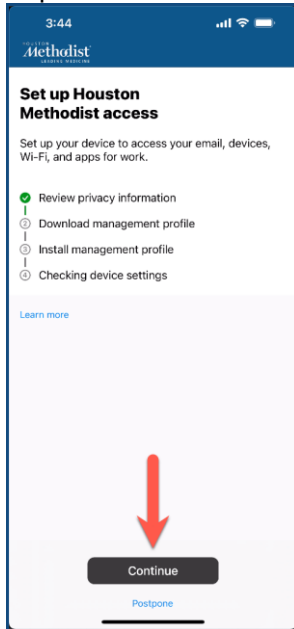 3:44
HOUSTON
Methodist
LEADING MEDICINE
Set up Houston
Methodist access
Set up your device to access your email, devices,
Wi-Fi, and apps for work.
Review privacy information
2 Download management profile
3 Install management profile
4 Checking device settings
Learn more
Continue
Postpone